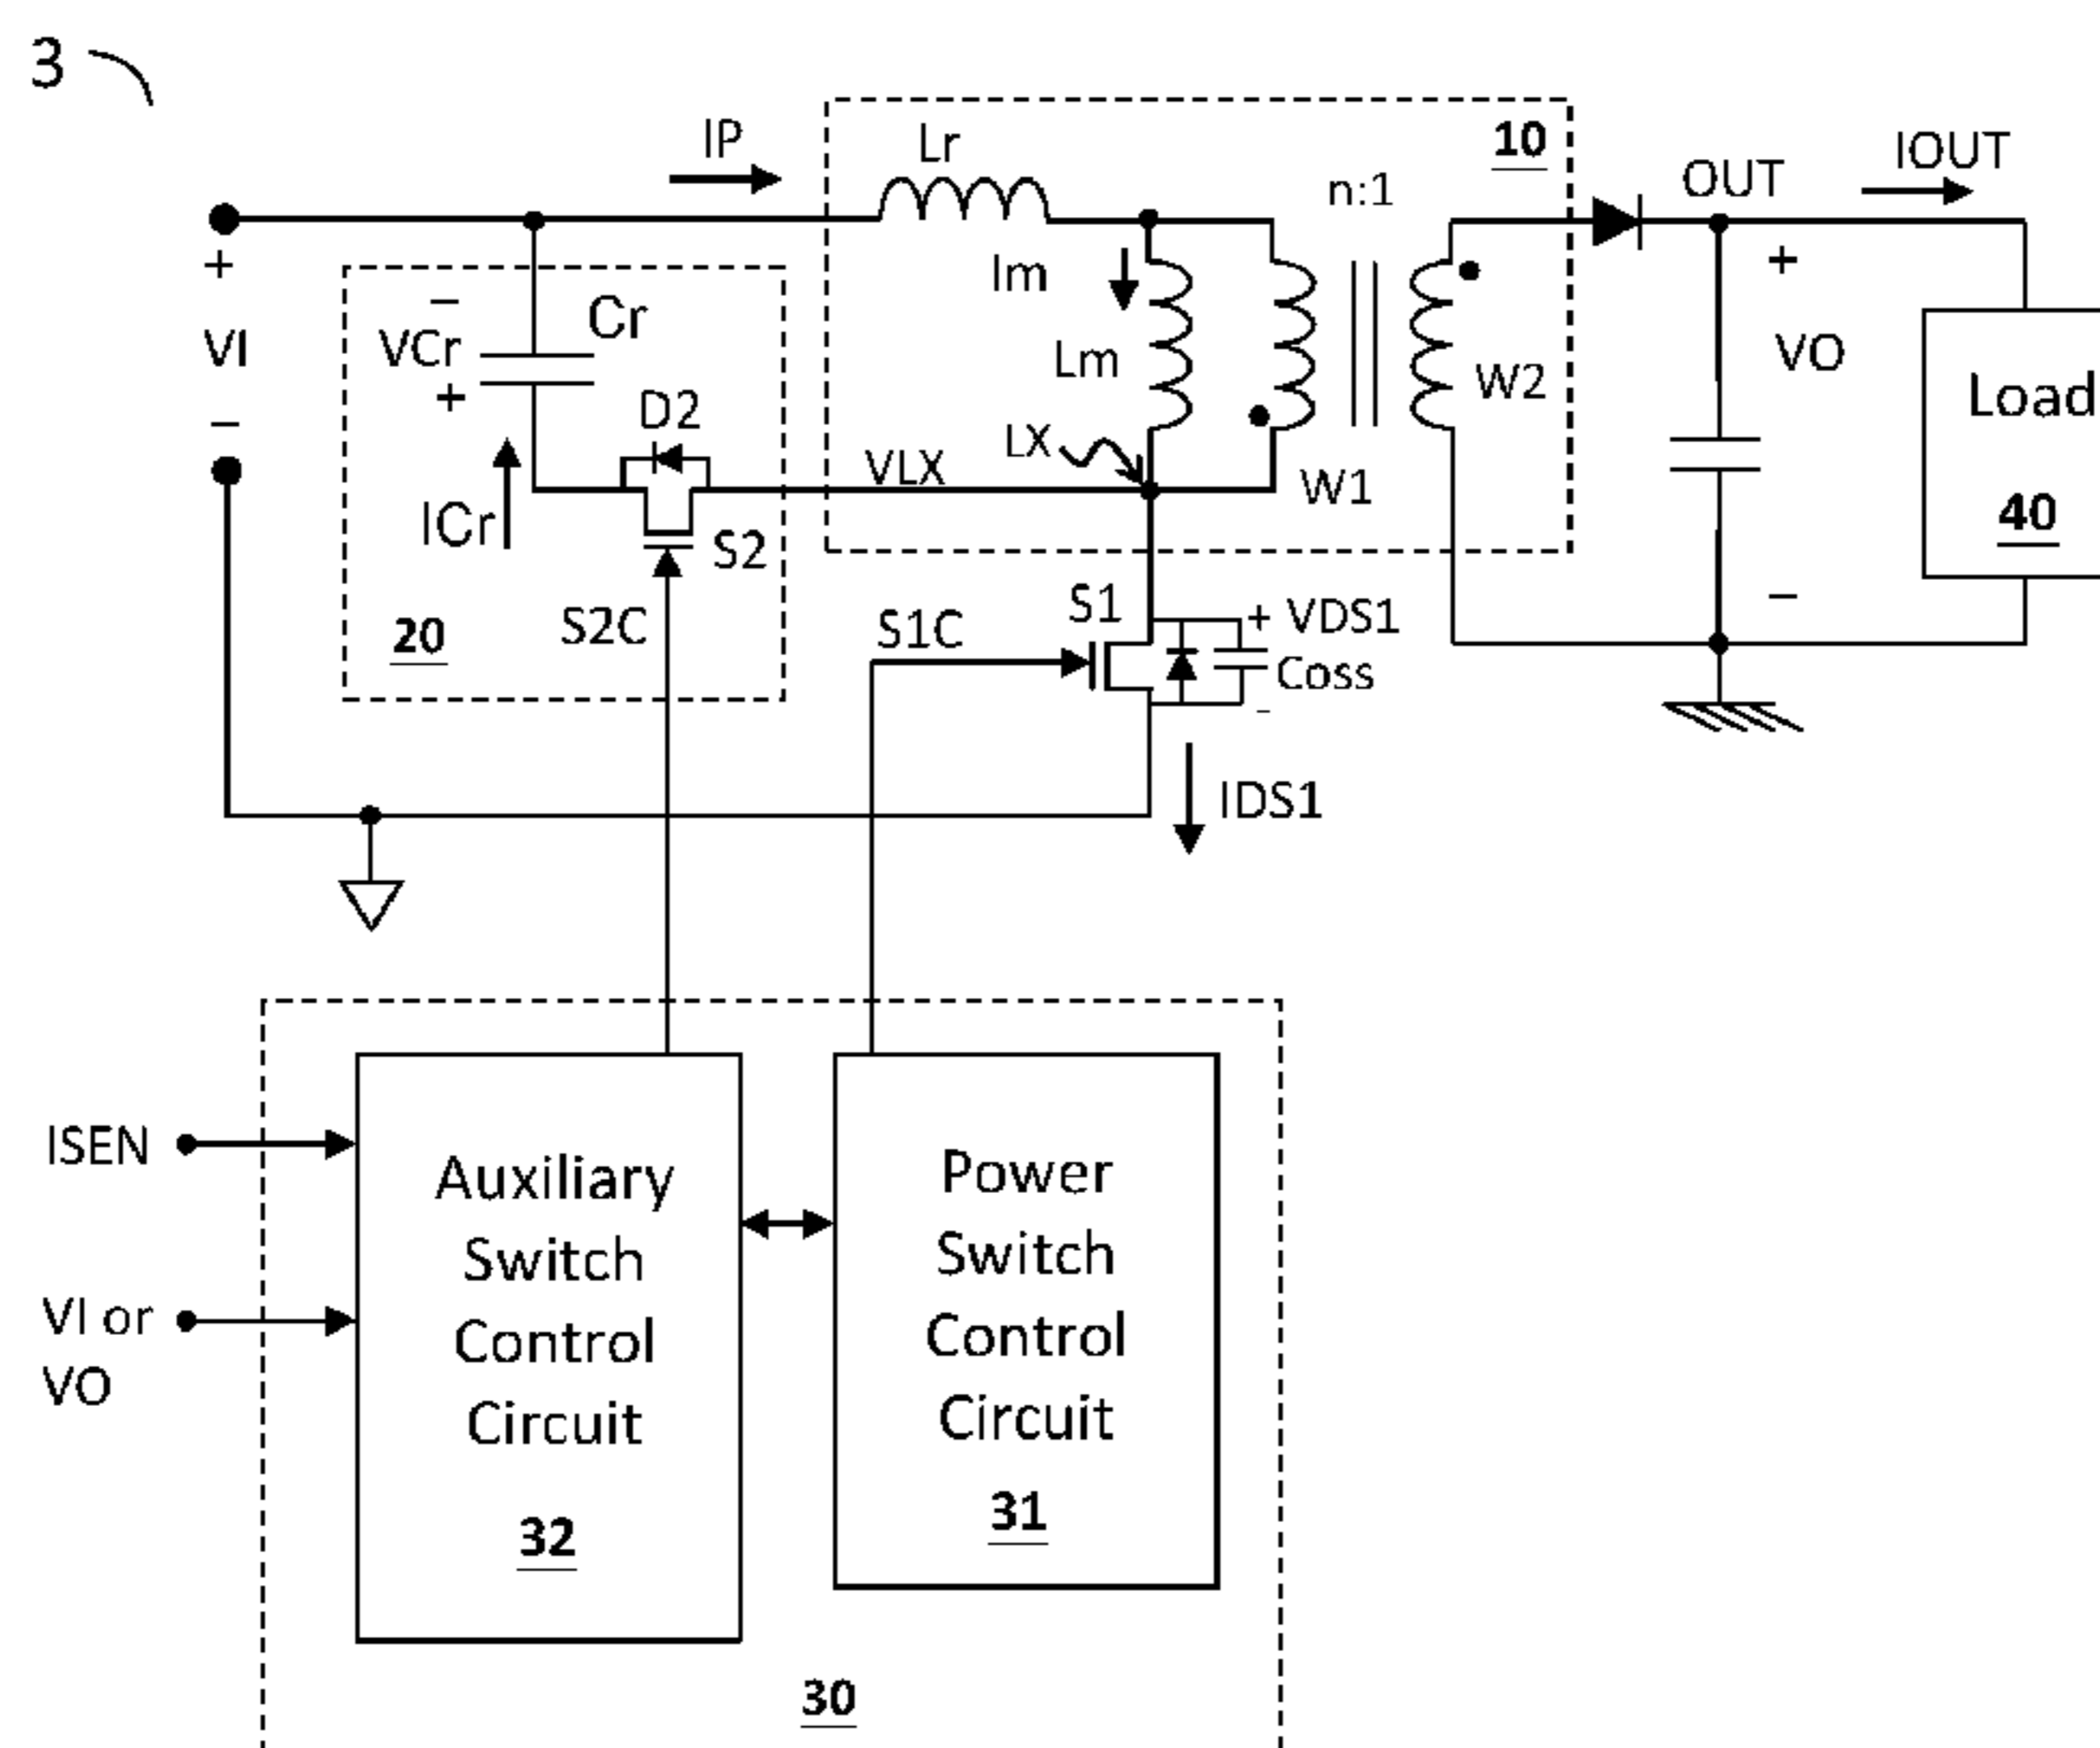 3
IP
Lr
10
n:1
OUT
IOUT
+
VI
−
−
VCr
+
Cr
D2
ICr
S2
20
S2C
VLX
LX
Im
Lm
W1
W2
+
VO
−
Load
40
S1
S1C
+ VDS1
Coss
-
IDS1
ISEN
VI or
VO
Auxiliary
Switch
Control
Circuit
32
Power
Switch
Control
Circuit
31
30